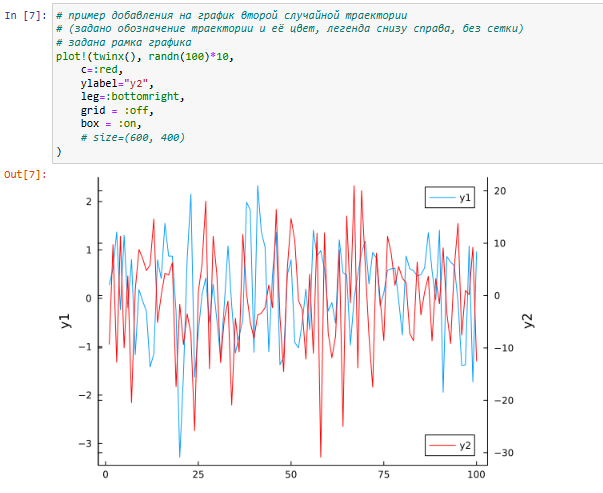 In [7]: # пример добавления на график второй случайной траектории
# (задано обозначение траектории и её цвет, легенда снизу справа, без сетки)
# задана рамка графика
plot!(twinx(), randn(100)*10,
c=:red,
ylabel="y2",
leg=:bottomright,
grid = :off,
box = :on,
# size=(600, 400)
)
Out[7]:
y1
2
1
0
−1
−2
−3
y1
20
10
0
−10
−20
−30
y2
y2
0
25
50
75
100